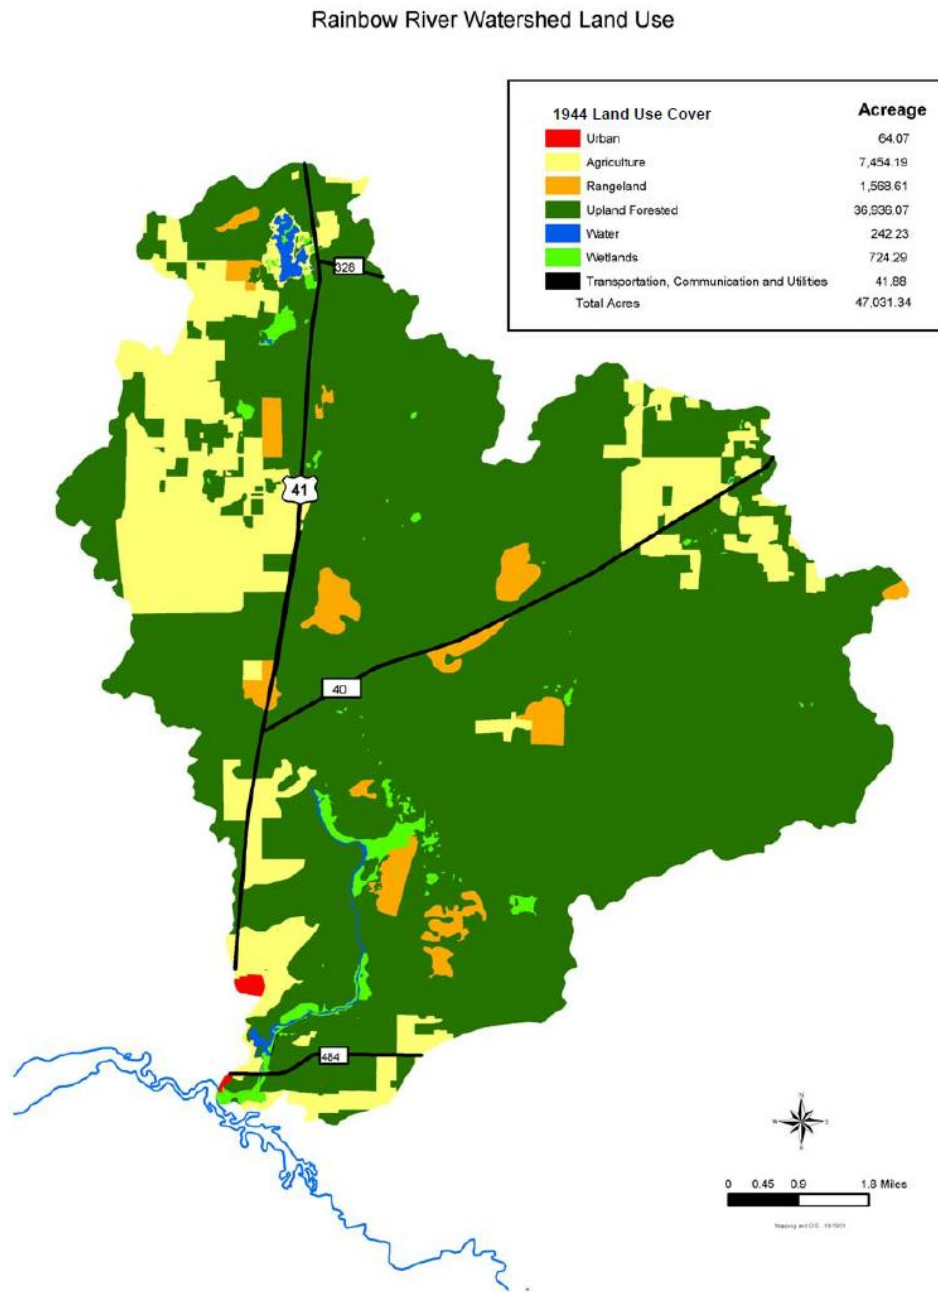 Rainbow River Watershed Land Use
1944 Land Use Cover Acreage
Urban 64.07
Agriculture 7,454.19
Rangeland 1,568.61
Upland Forested 36,936.07
Water 242.23
Wetlands 724.29
Transportation, Communication and Utilities 41.88
Total Acres 47,031.34
328
41
40
484
N
W
0 0.45 0.9 1.8 Miles